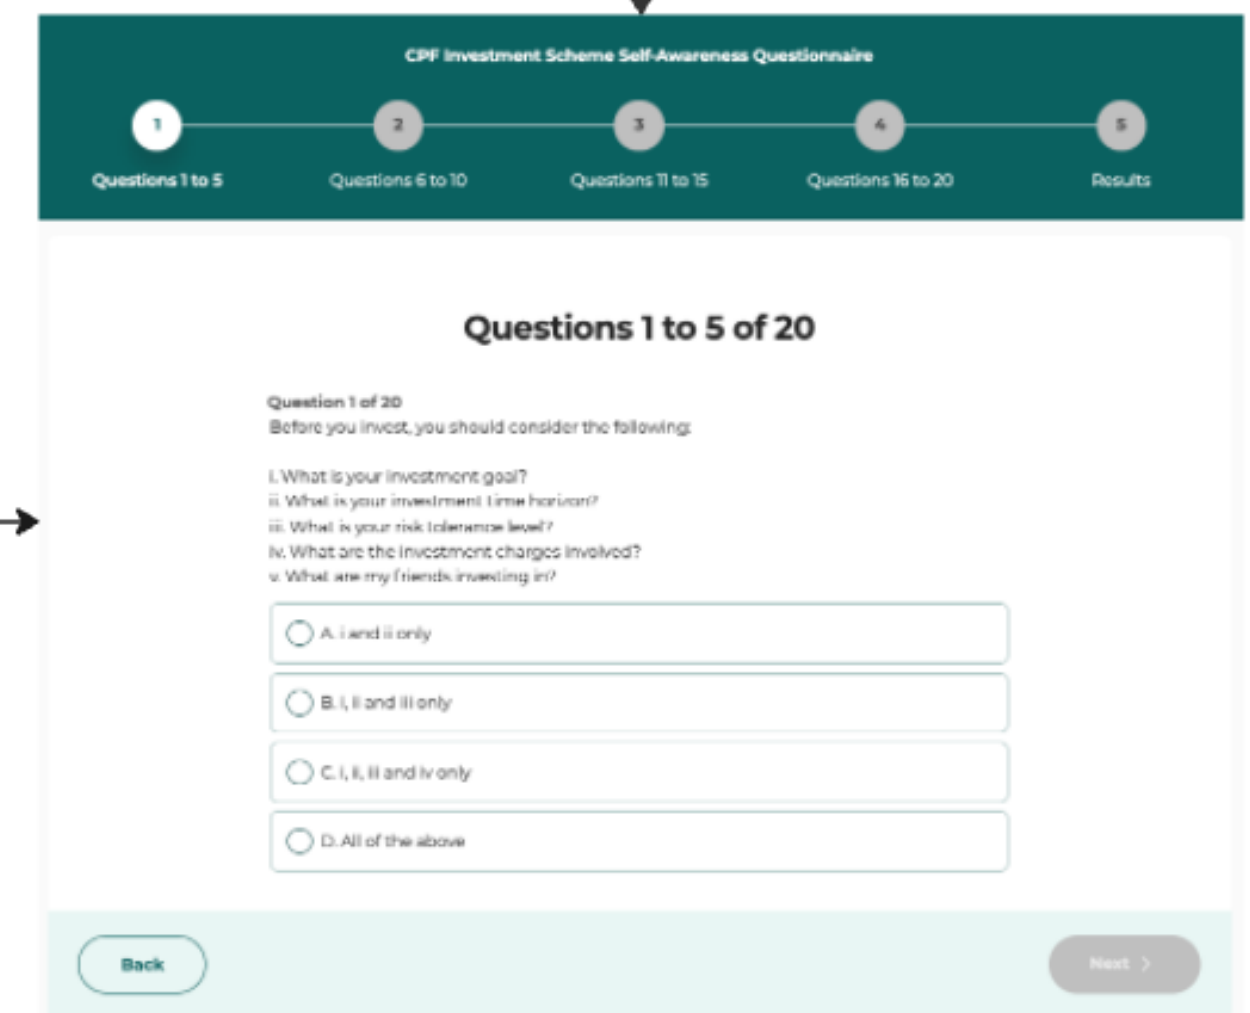 CPF Investment Scheme Self-Awareness Questionnaire
1 2 3 4 5
Questions 1 to 5 Questions 6 to 10 Questions 11 to 15 Questions 16 to 20 Results
Questions 1 to 5 of 20
Question 1 of 20
Before you invest, you should consider the following:
i. What is your investment goal?
ii. What is your investment time horizon?
iii. What is your risk tolerance level?
iv. What are the investment charges involved?
v. What are my friends investing in?
A. i and ii only
B. i, ii and iii only
C. i, ii, iii and iv only
D. All of the above
Back Next >